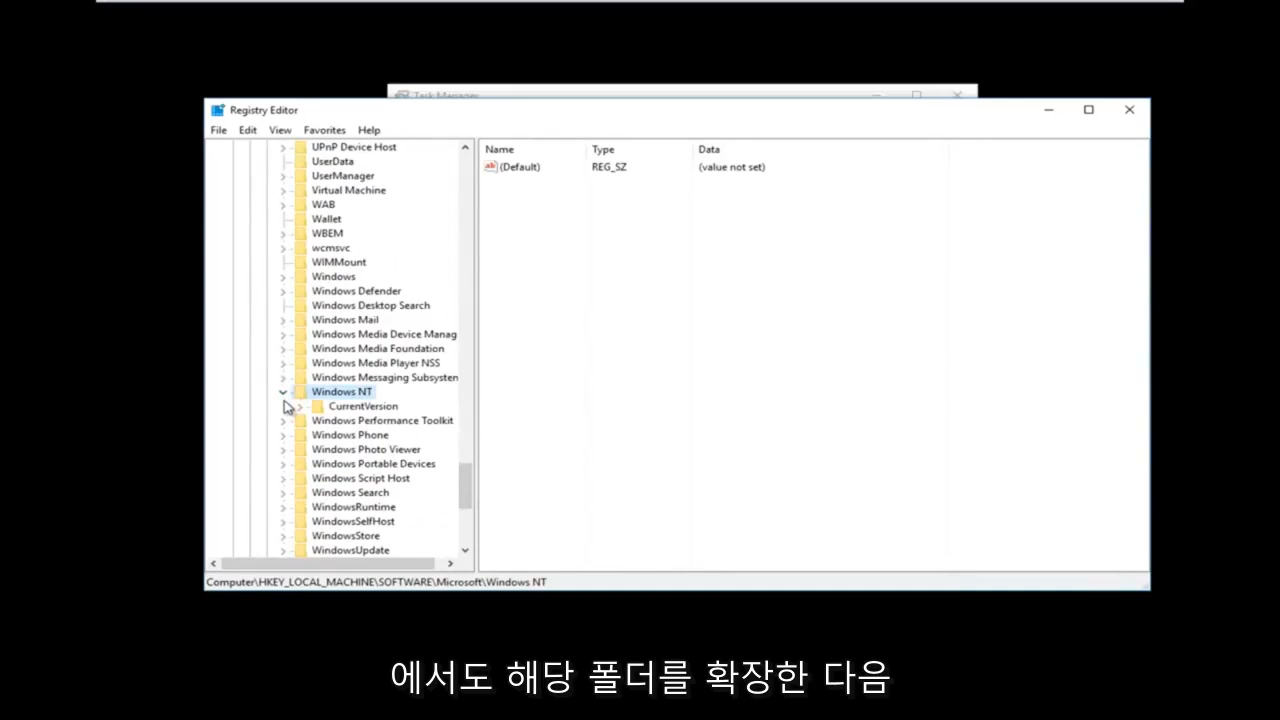 Task Manager
Registry Editor
File Edit View Favorites Help
UPnP Device Host
UserData
UserManager
Virtual Machine
WAB
Wallet
WBEM
wcmsvc
WIMMount
Windows
Windows Defender
Windows Desktop Search
Windows Mail
Windows Media Device Manag
Windows Media Foundation
Windows Media Player NSS
Windows Messaging Subsysten
Windows NT
CurrentVersion
Windows Performance Toolkit
Windows Phone
Windows Photo Viewer
Windows Portable Devices
Windows Script Host
Windows Search
WindowsRuntime
WindowsSelfHost
WindowsStore
WindowsUpdate
Name Type Data
ab (Default) REG_SZ (value not set)
Computer\HKEY_LOCAL_MACHINE\SOFTWARE\Microsoft\Windows NT
에서도 해당 폴더를 확장한 다음